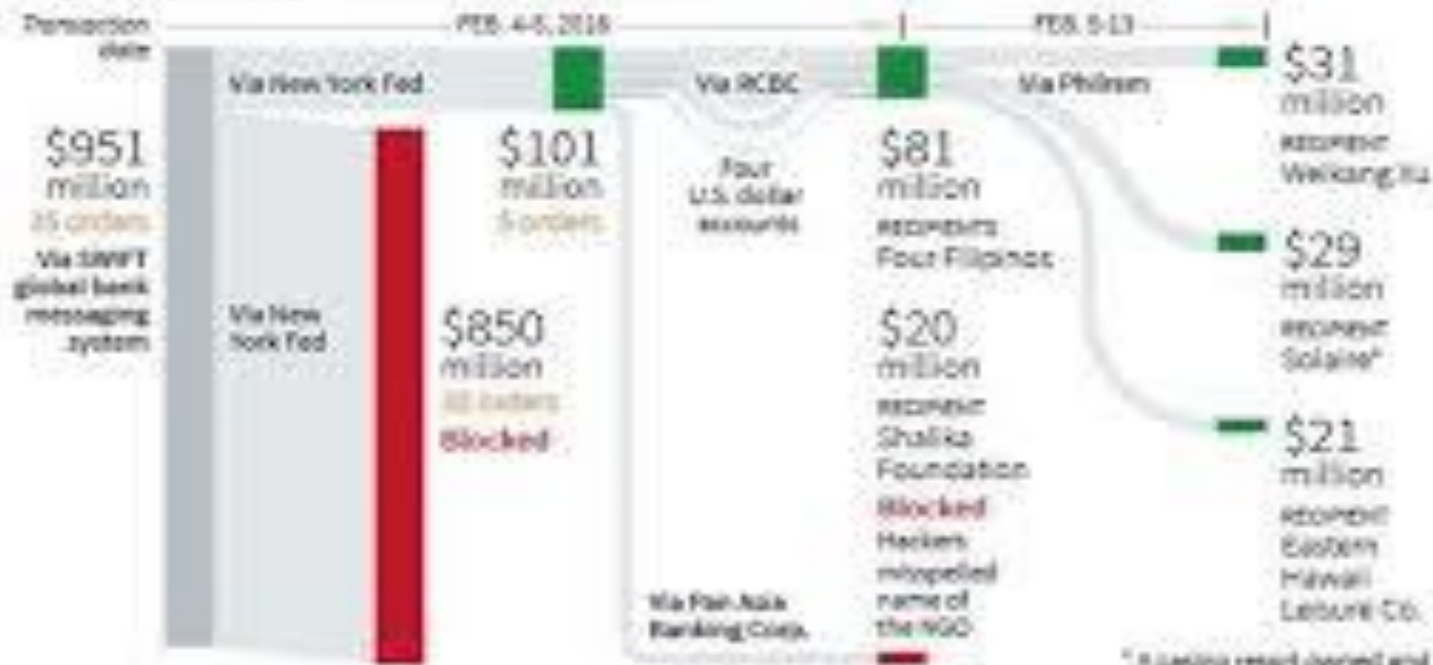 Transaction
date
FEB. 4-5, 2016
FEB. 5-13
Via New York Fed
Via RCBC
Via Philrem
$951
million
35 orders
Via SWIFT
global bank
messaging
system
Via New
York Fed
$850
million
30 orders
Blocked
$101
million
5 orders
Four
U.S. dollar
accounts
Via Pan Asia
Banking Corp.
$81
million
RECIPIENTS
Four Filipinos
$20
million
RECIPIENT
Shalika
Foundation
Blocked
Hackers
misspelled
name of
the NGO
$31
million
RECIPIENT
Weikang Xu
$29
million
RECIPIENT
Solaire*
$21
million
RECIPIENT
Eastern
Hawaii
Leisure Co.
* A casino resort owned and